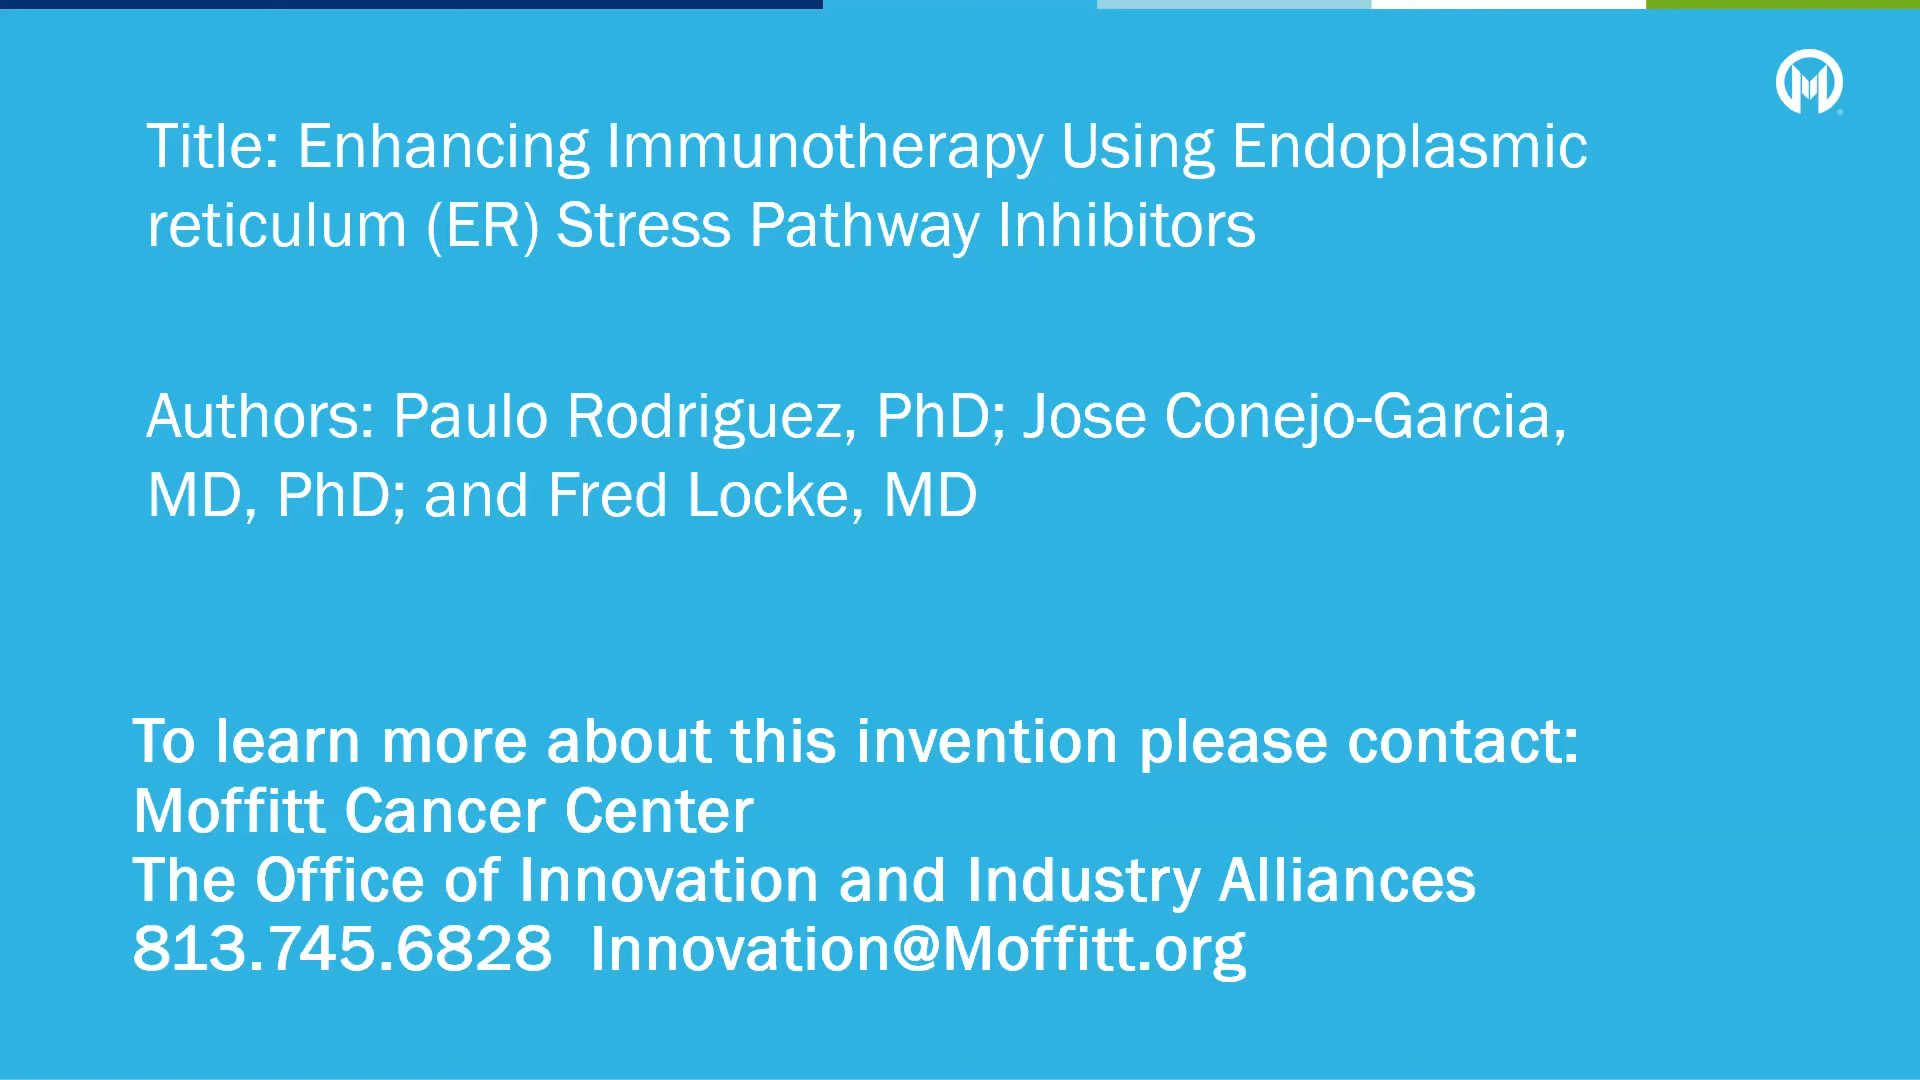 Title: Enhancing Immunotherapy Using Endoplasmic
reticulum (ER) Stress Pathway Inhibitors
Authors: Paulo Rodriguez, PhD; Jose Conejo-Garcia,
MD, PhD; and Fred Locke, MD
To learn more about this invention please contact:
Moffitt Cancer Center
The Office of Innovation and Industry Alliances
813.745.6828 Innovation@Moffitt.org